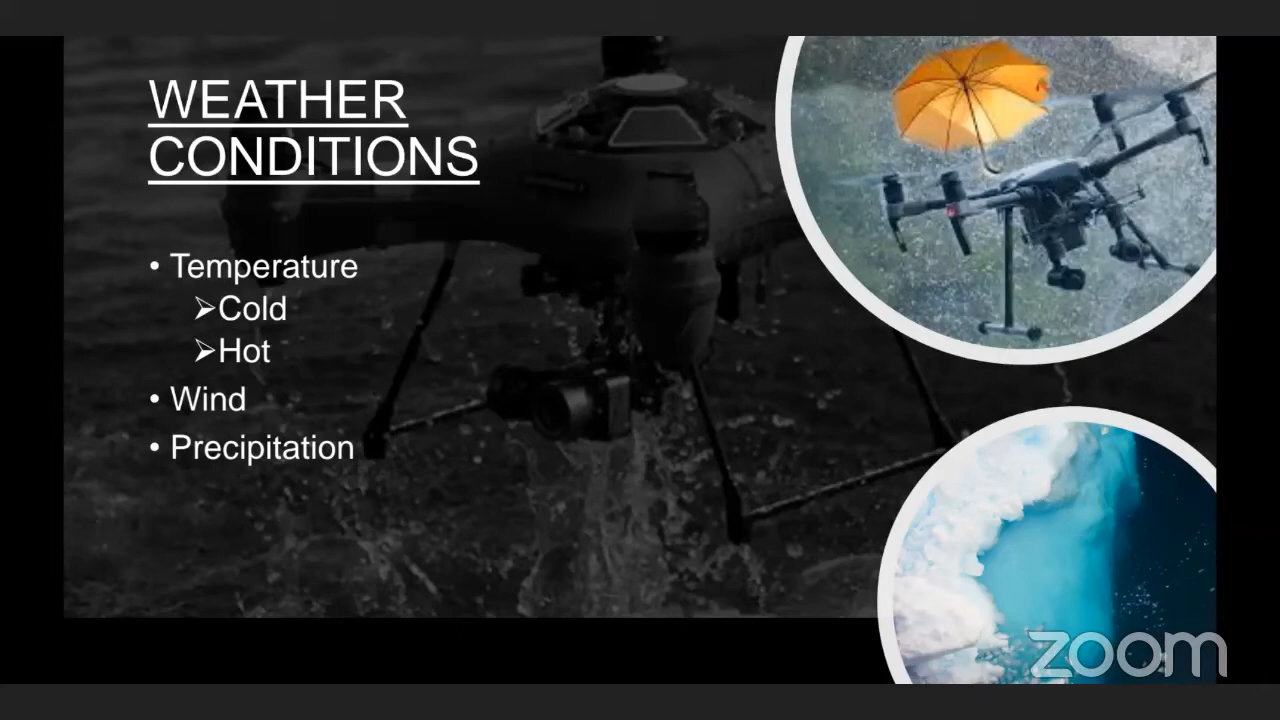 WEATHER
CONDITIONS
• Temperature
➢Cold
➢Hot
• Wind
• Precipitation
zoom